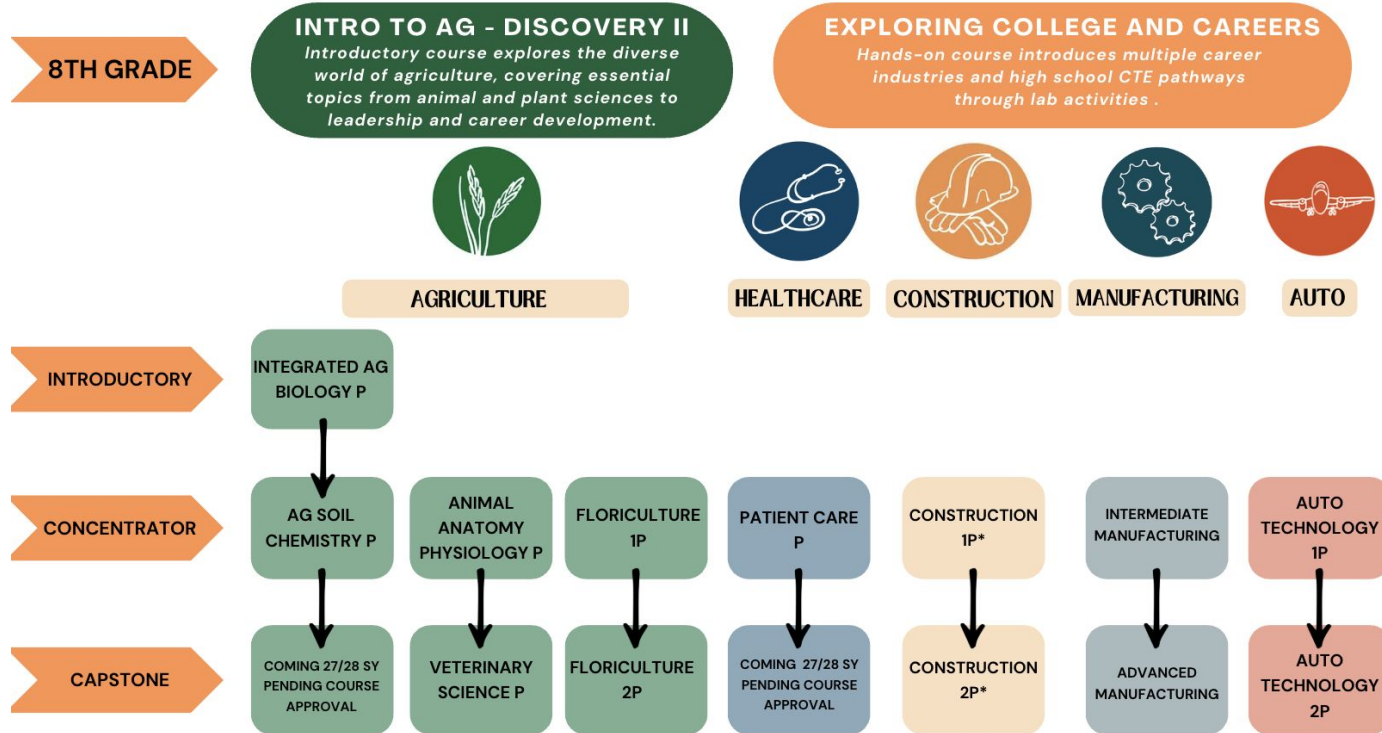 8TH GRADE
INTRO TO AG - DISCOVERY II
Introductory course explores the diverse
world of agriculture, covering essential
topics from animal and plant sciences to
leadership and career development.
EXPLORING COLLEGE AND CAREERS
Hands-on course introduces multiple career
industries and high school CTE pathways
through lab activities .
AGRICULTURE
HEALTHCARE
CONSTRUCTION
MANUFACTURING
AUTO
INTRODUCTORY
INTEGRATED AG
BIOLOGY P
CONCENTRATOR
AG SOIL
CHEMISTRY P
ANIMAL
ANATOMY
PHYSIOLOGY P
FLORICULTURE
1P
PATIENT CARE
P
CONSTRUCTION
1P*
INTERMEDIATE
MANUFACTURING
AUTO
TECHNOLOGY
1P
CAPSTONE
COMING 27/28 SY
PENDING COURSE
APPROVAL
VETERINARY
SCIENCE P
FLORICULTURE
2P
COMING 27/28 SY
PENDING COURSE
APPROVAL
CONSTRUCTION
2P*
ADVANCED
MANUFACTURING
AUTO
TECHNOLOGY
2P